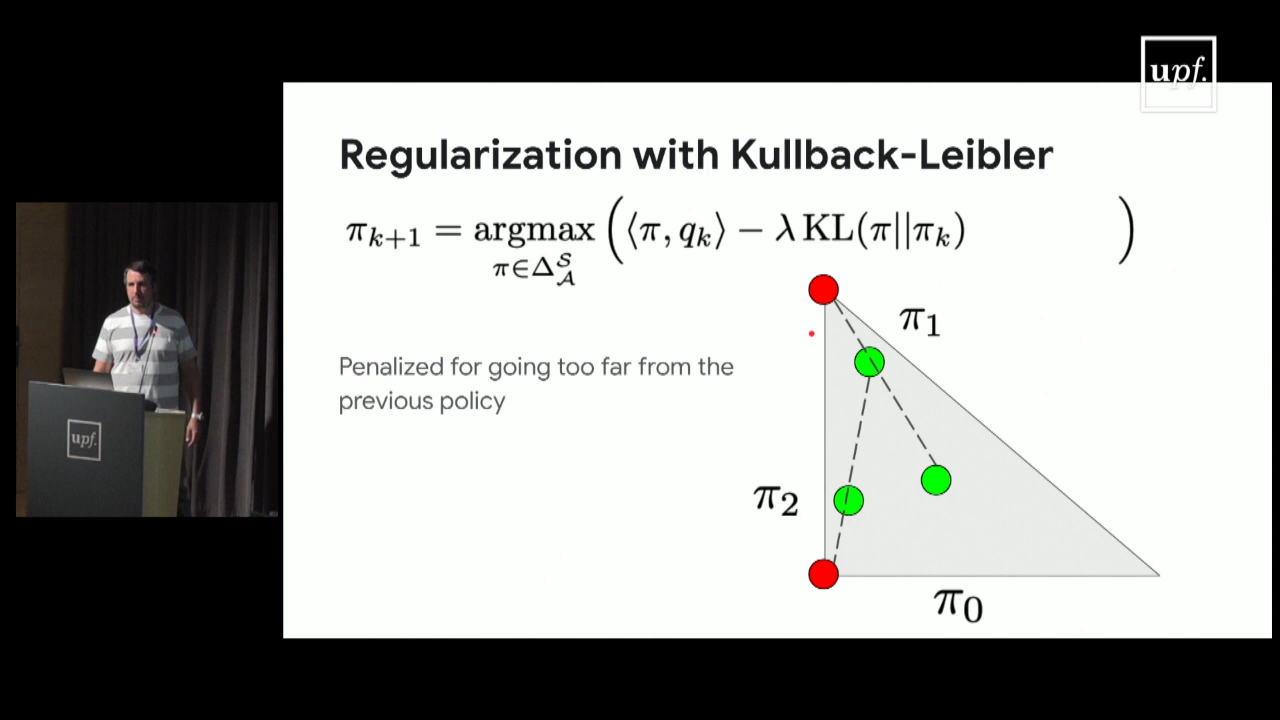 upf.
Regularization with Kullback-Leibler
π_{k+1} = argmax_{π∈Δ_𝒜^𝒮} ( ⟨π, q_k⟩ − λ KL(π||π_k) )
π_1
Penalized for going too far from the
previous policy
upf.
π_2
π_0